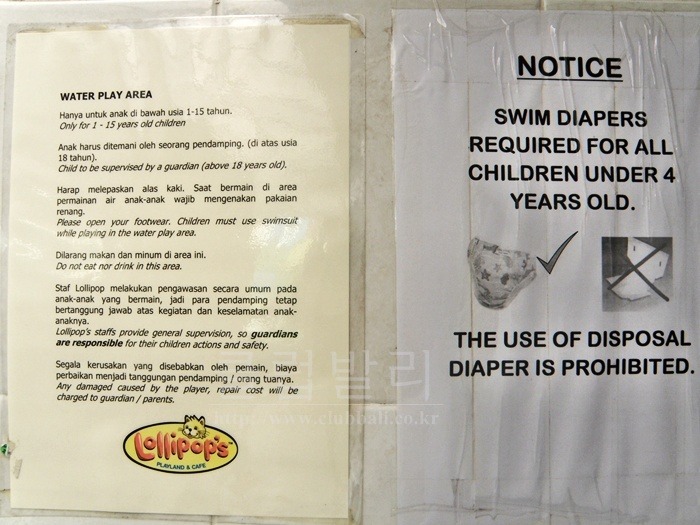 WATER PLAY AREA
Hanya untuk anak di bawah usia 1-15 tahun.
Only for 1 - 15 years old children
Anak harus ditemani oleh seorang pendamping. (di atas usia
18 tahun).
Child to be supervised by a guardian (above 18 years old).
Harap melepaskan alas kaki. Saat bermain di area
permainan air anak-anak wajib mengenakan pakaian
renang.
Please open your footwear. Children must use swimsuit
while playing in the water play area.
Dilarang makan dan minum di area ini.
Do not eat nor drink in this area.
Staf Lollipop melakukan pengawasan secara umum pada
anak-anak yang bermain, jadi para pendamping tetap
bertanggung jawab atas kegiatan dan keselamatan anak-
anaknya.
Lollipop's staffs provide general supervision, so guardians
are responsible for their children actions and safety.
Segala kerusakan yang disebabkan oleh pemain, biaya
perbaikan menjadi tanggungan pendamping / orang tuanya.
Any damaged caused by the player, repair cost will be
charged to guardian / parents.
Lollipop's
PLAYLAND & CAFE
NOTICE
SWIM DIAPERS
REQUIRED FOR ALL
CHILDREN UNDER 4
YEARS OLD.
THE USE OF DISPOSAL
DIAPER IS PROHIBITED.
클럽발리
http://www.clubbali.co.kr